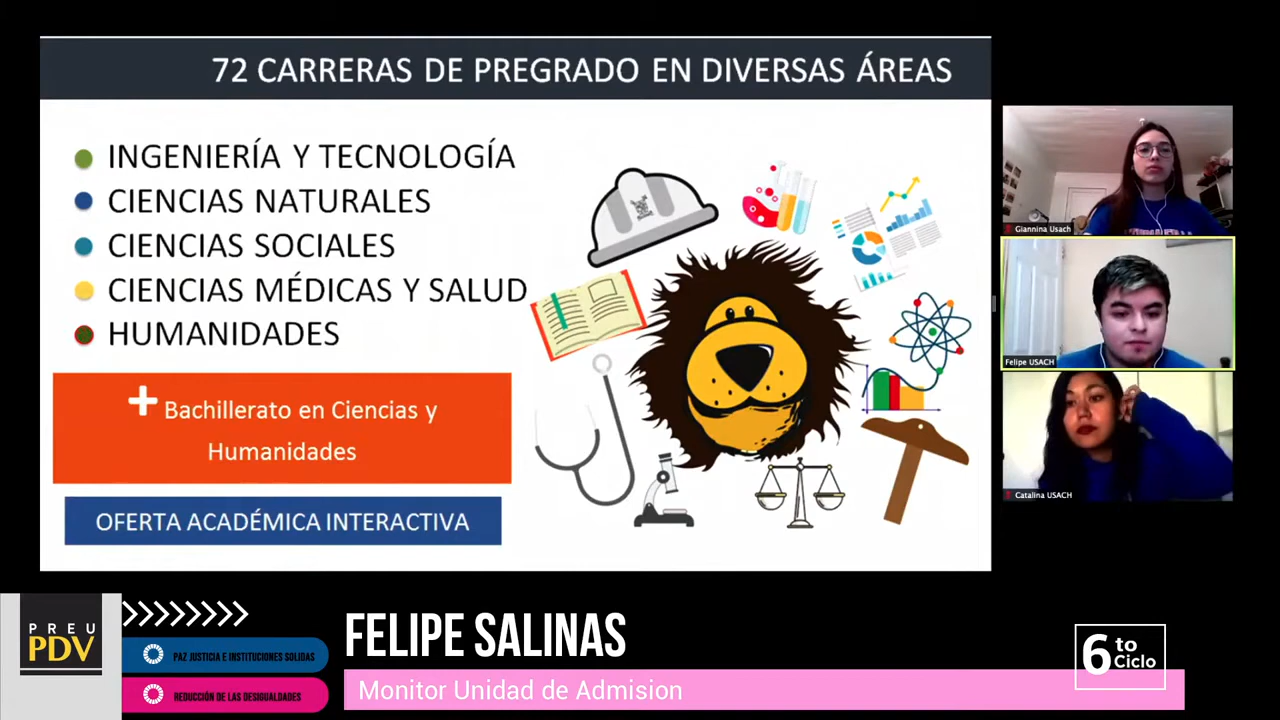 72 CARRERAS DE PREGRADO EN DIVERSAS ÁREAS
INGENIERÍA Y TECNOLOGÍA
CIENCIAS NATURALES
CIENCIAS SOCIALES
CIENCIAS MÉDICAS Y SALUD
HUMANIDADES
+ Bachillerato en Ciencias y
Humanidades
OFERTA ACADÉMICA INTERACTIVA
Giannina Usach
Felipe USACH
Catalina USACH
PREU
PDV
PAZ JUSTICIA E INSTITUCIONES SOLIDAS
REDUCCIÓN DE LAS DESIGUALDADES
FELIPE SALINAS
Monitor Unidad de Admision
6to
Ciclo